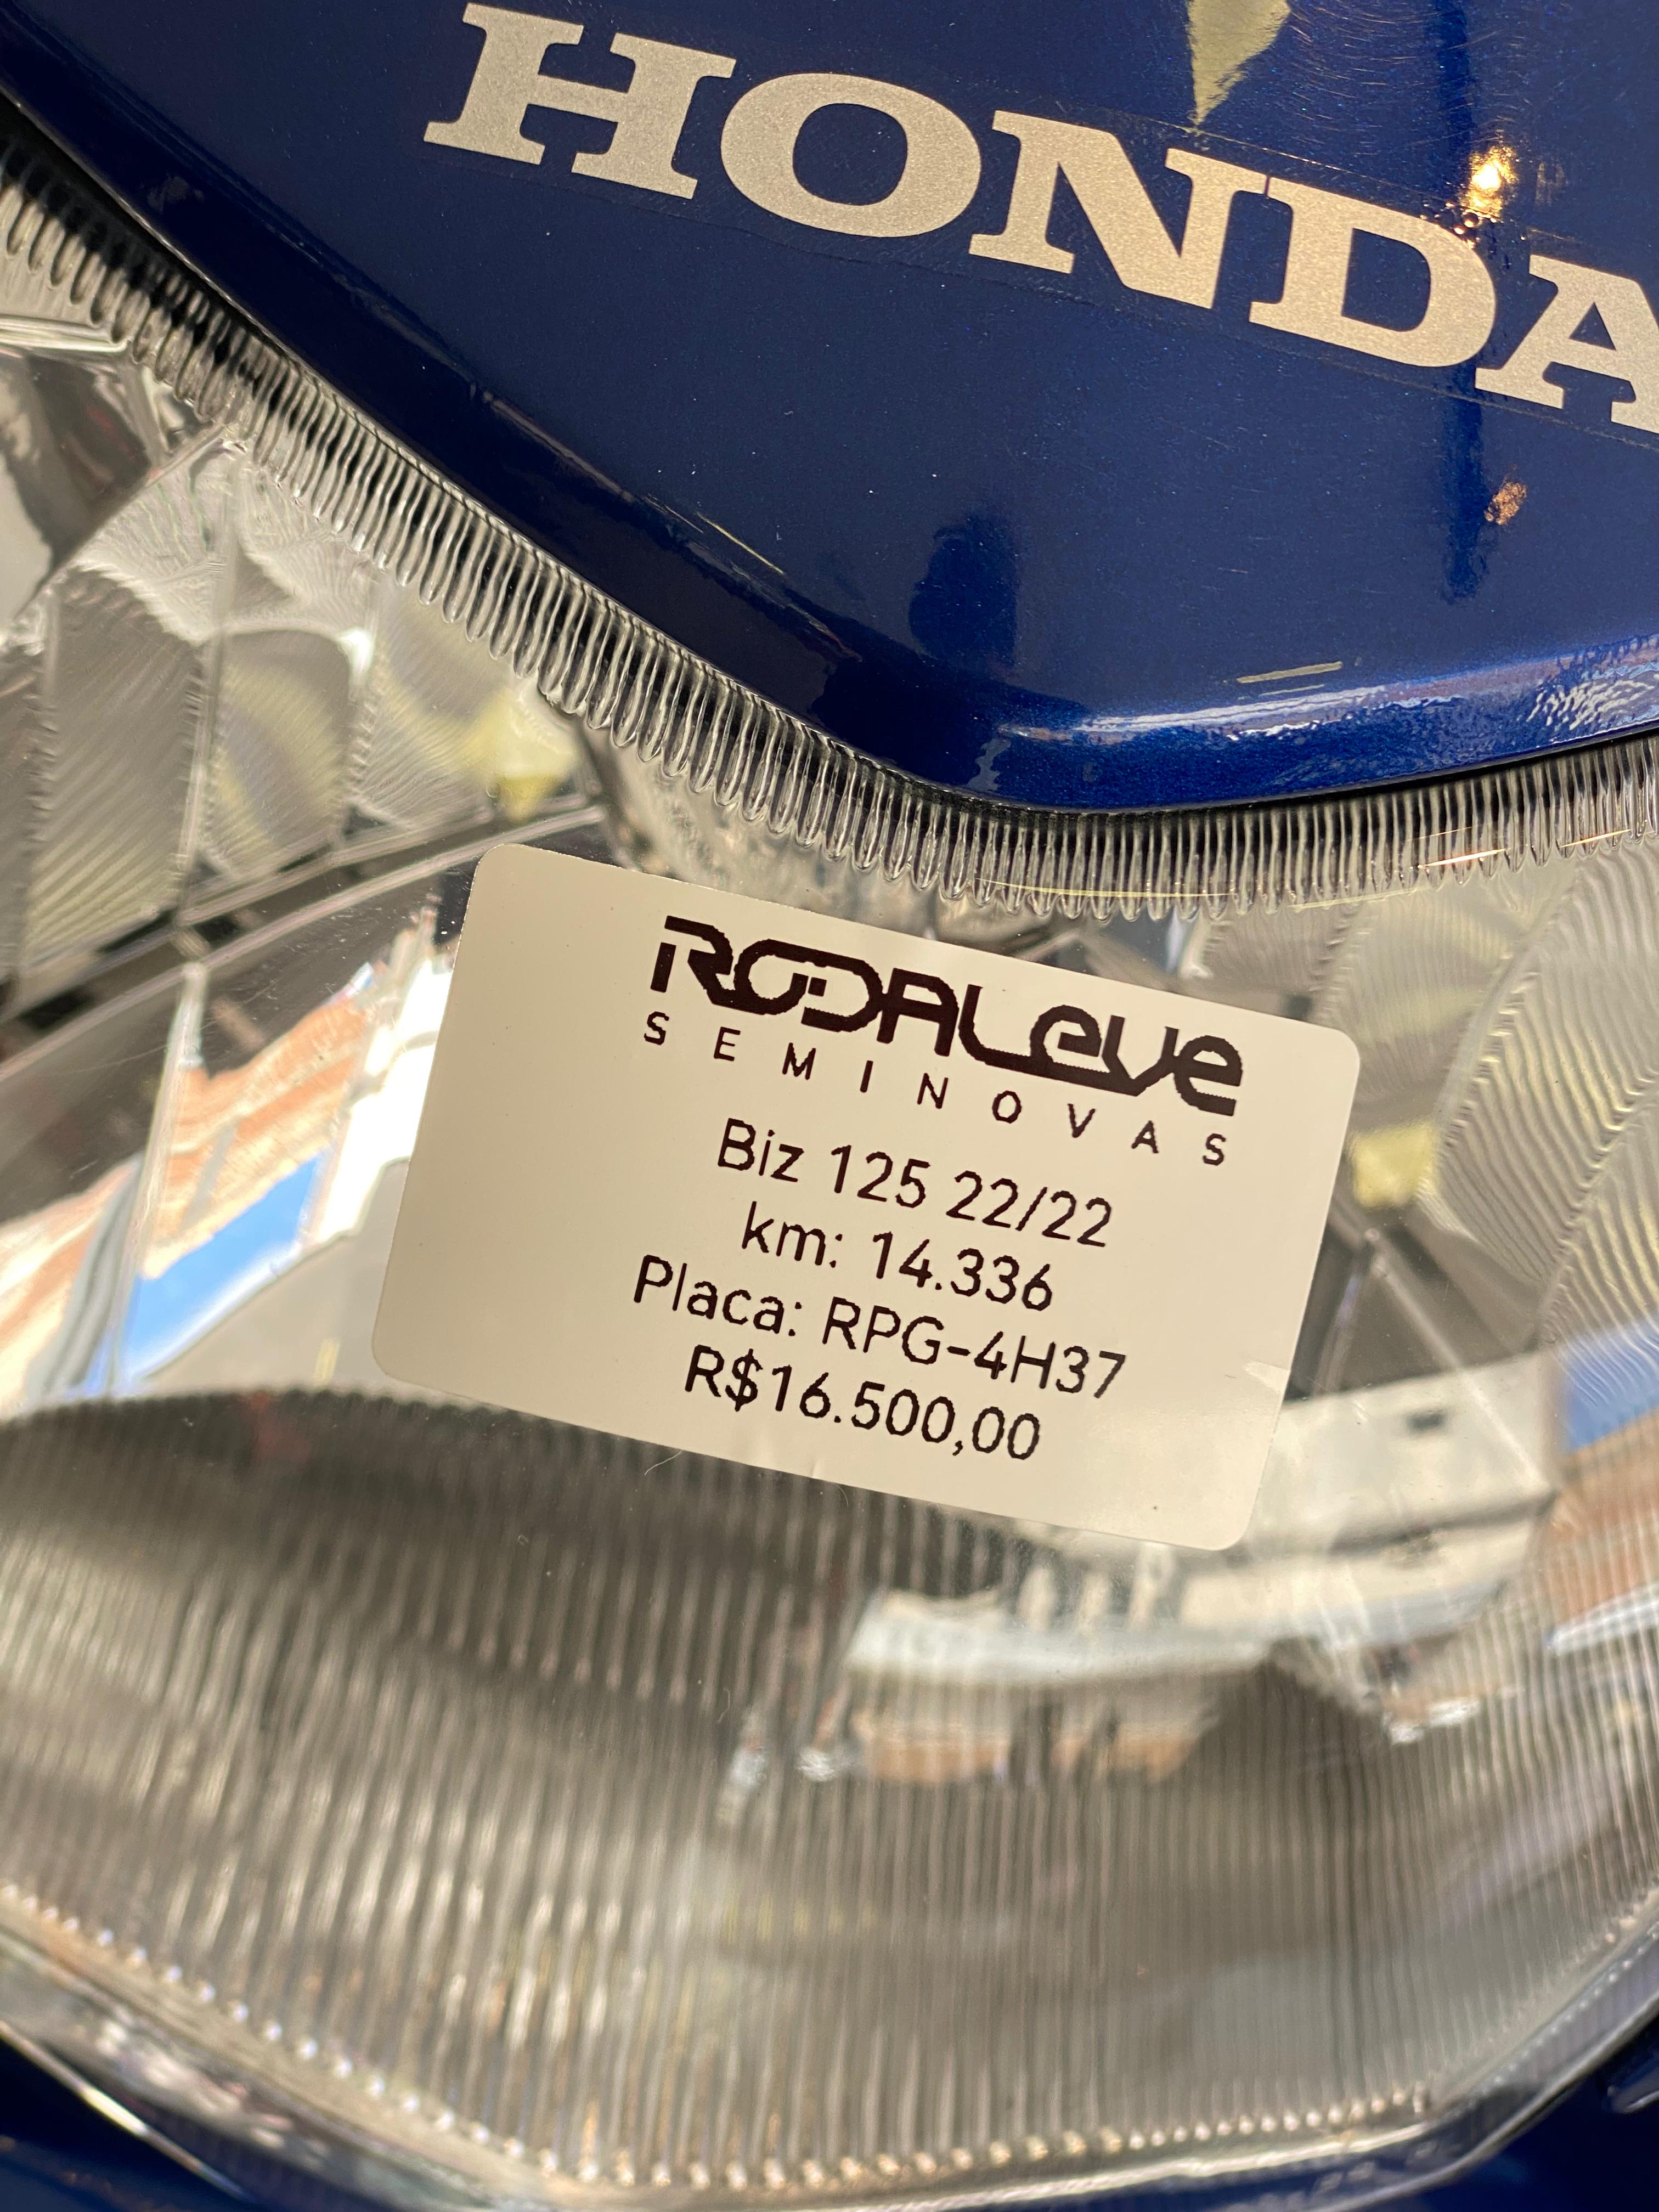 HONDA
RODALeve
SEMINOVAS
Biz 125 22/22
km: 14.336
Placa: RPG-4H37
R$16.500,00